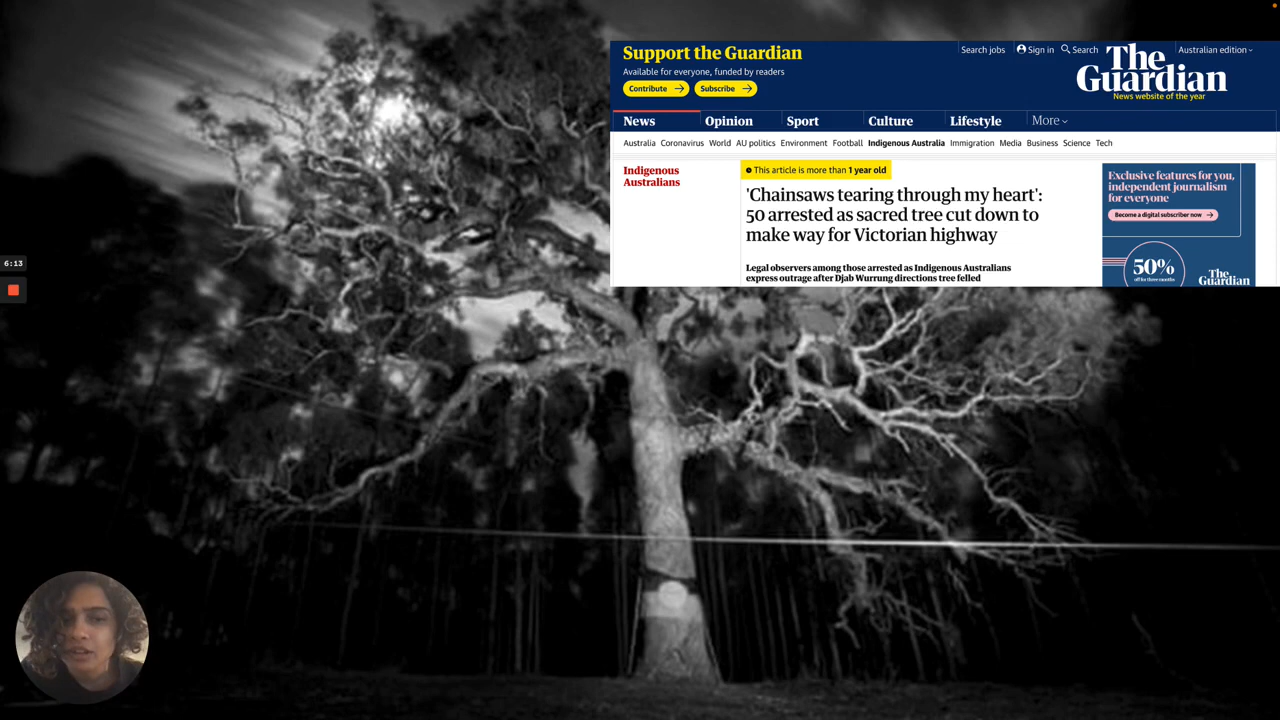 Support the Guardian
Available for everyone, funded by readers
Contribute
Subscribe
Search jobs
Sign in
Search
Australian edition
The
Guardian
News website of the year
News
Opinion
Sport
Culture
Lifestyle
More
Australia Coronavirus World AU politics Environment Football Indigenous Australia Immigration Media Business Science Tech
Indigenous
Australians
This article is more than 1 year old
'Chainsaws tearing through my heart':
50 arrested as sacred tree cut down to
make way for Victorian highway
Legal observers among those arrested as Indigenous Australians
express outrage after Djab Wurrung directions tree felled
Exclusive features for you,
independent journalism
for everyone
Become a digital subscriber now
50%
off for three months
The
Guardian
6:13